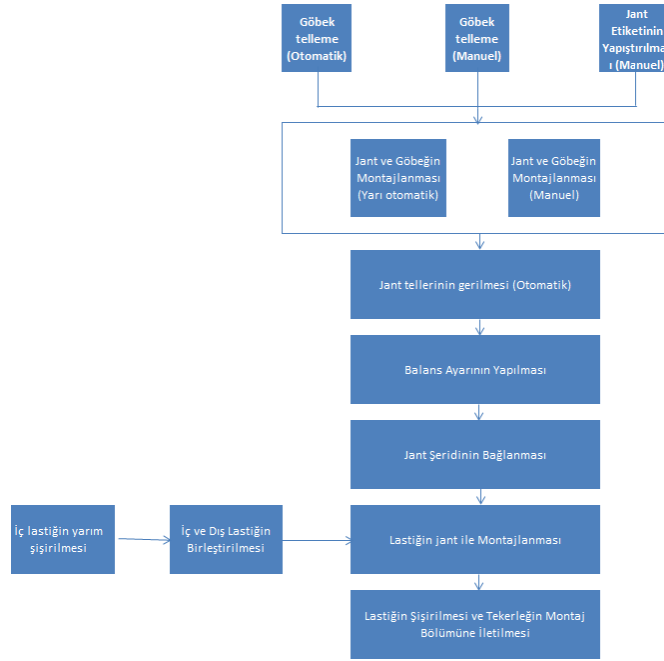 Göbek
telleme
(Otomatik)
Göbek
telleme
(Manuel)
Jant
Etiketinin
Yapıştırılma
ı (Manuel)
Jant ve Göbeğin
Montajlanması
(Yarı otomatik)
Jant ve Göbeğin
Montajlanması
(Manuel)
Jant tellerinin gerilmesi (Otomatik)
Balans Ayarının Yapılması
Jant Şeridinin Bağlanması
İç lastiğin yarım
şişirilmesi
İç ve Dış Lastiğin
Birleştirilmesi
Lastiğin jant ile Montajlanması
Lastiğin Şişirilmesi ve Tekerleğin Montaj
Bölümüne İletilmesi